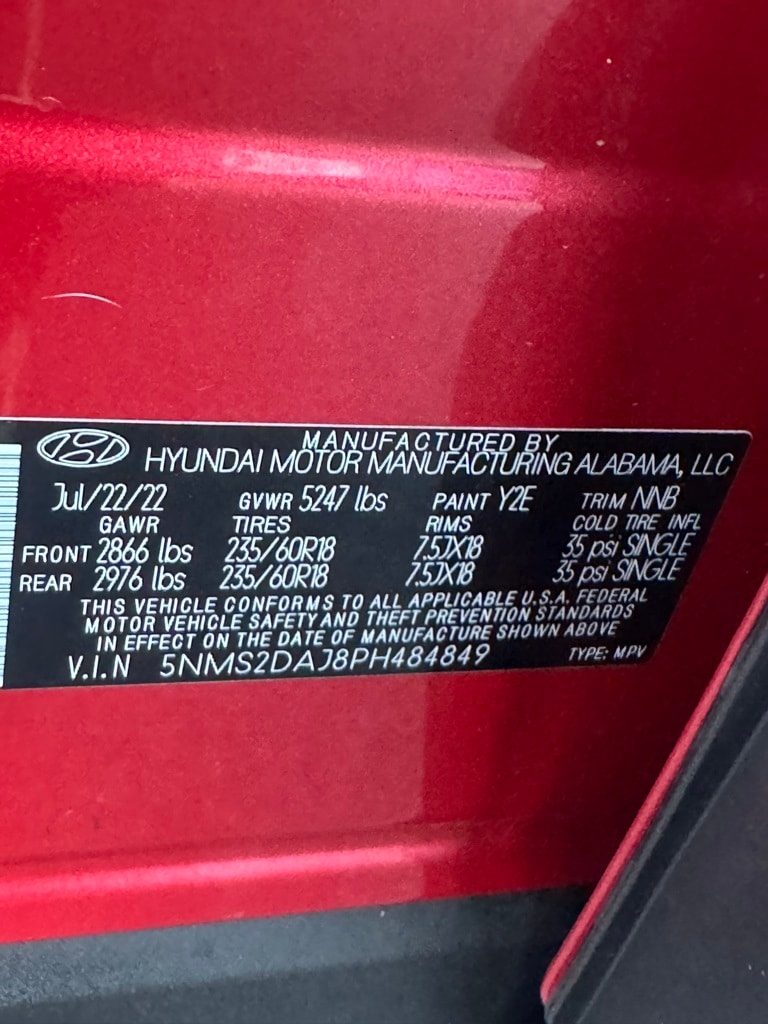 MANUFACTURED BY
HYUNDAI MOTOR MANUFACTURING ALABAMA, LLC
Jul/22/22 GVWR 5247 lbs PAINT Y2E TRIM NNB
GAWR TIRES RIMS COLD TIRE INFL
FRONT 2866 lbs 235/60R18 7.5JX18 35 psi SINGLE
REAR 2976 lbs 235/60R18 7.5JX18 35 psi SINGLE
THIS VEHICLE CONFORMS TO ALL APPLICABLE U.S.A. FEDERAL
MOTOR VEHICLE SAFETY AND THEFT PREVENTION STANDARDS
IN EFFECT ON THE DATE OF MANUFACTURE SHOWN ABOVE
V.I.N 5NMS2DAJ8PH484849 TYPE: MPV